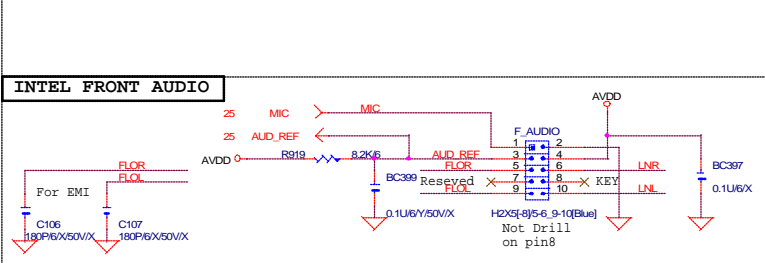 INTEL FRONT AUDIO
25 MIC MIC
AVDD
25 AUD_REF
F_AUDIO
1 2
AVDD R919 8.2K/6 AUD_REF 3 4
FLOR FLOR 5 6 LNR BC397
FLOL BC399 Reseved 7 8 KEY
For EMI FLOL 9 10 LNL 0.1U/6/X
0.1U/6/Y/50V/X H2X5[-8]/5-6_9-10[Blue]
C106 C107 Not Drill
180P/6/X/50V/X 180P/6/X/50V/X on pin8